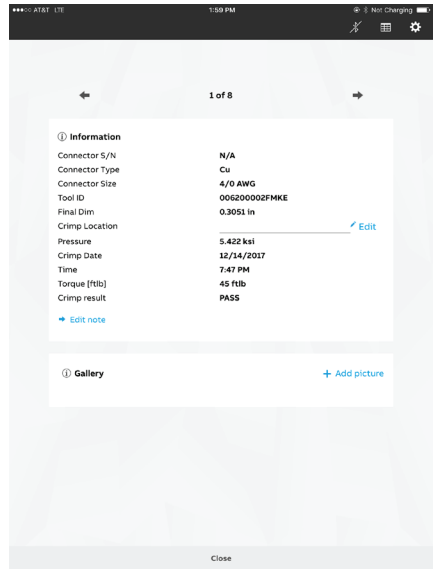 AT&T LTE 1:59 PM Not Charging
1 of 8
Information
Connector S/N N/A
Connector Type Cu
Connector Size 4/0 AWG
Tool ID 006200002FMKE
Final Dim 0.3051 in
Crimp Location Edit
Pressure 5.422 ksi
Crimp Date 12/14/2017
Time 7:47 PM
Torque [ftlb] 45 ftlb
Crimp result PASS
Edit note
Gallery + Add picture
Close